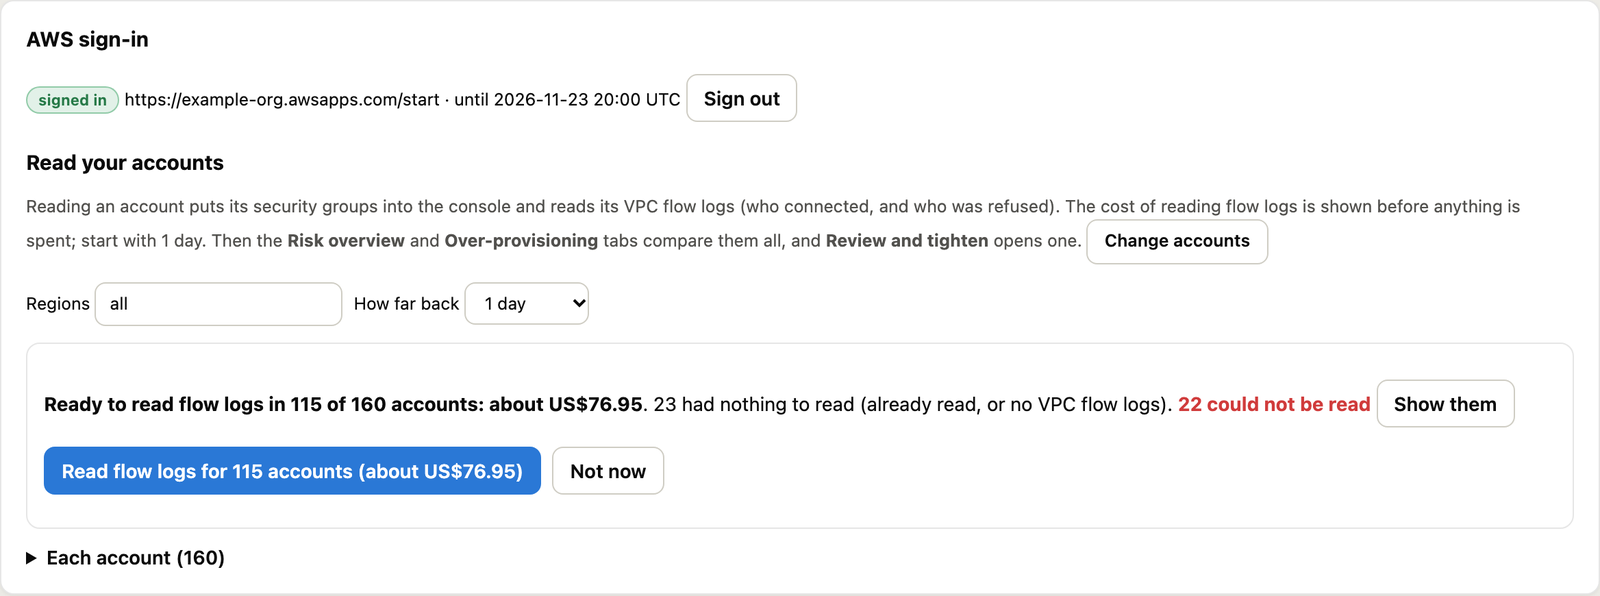 AWS sign-in
signed in https://example-org.awsapps.com/start · until 2026-11-23 20:00 UTC Sign out
Read your accounts
Reading an account puts its security groups into the console and reads its VPC flow logs (who connected, and who was refused). The cost of reading flow logs is shown before anything is
spent; start with 1 day. Then the Risk overview and Over-provisioning tabs compare them all, and Review and tighten opens one. Change accounts
Regions all How far back 1 day
Ready to read flow logs in 115 of 160 accounts: about US$76.95. 23 had nothing to read (already read, or no VPC flow logs). 22 could not be read Show them
Read flow logs for 115 accounts (about US$76.95) Not now
Each account (160)